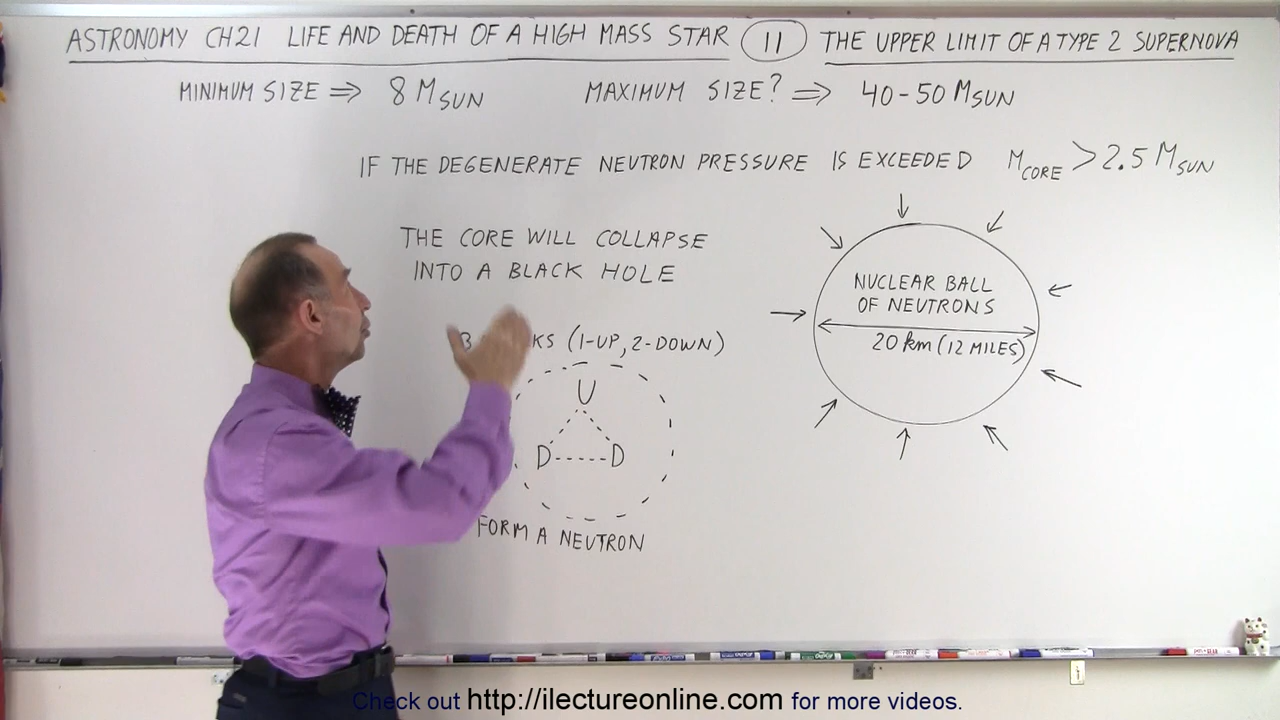 ASTRONOMY CH21 LIFE AND DEATH OF A HIGH MASS STAR 11 THE UPPER LIMIT OF A TYPE 2 SUPERNOVA
MINIMUM SIZE ⇒ 8 MSUN MAXIMUM SIZE? ⇒ 40-50 MSUN
IF THE DEGENERATE NEUTRON PRESSURE IS EXCEEDED MCORE > 2.5 MSUN
THE CORE WILL COLLAPSE
INTO A BLACK HOLE
(1-UP, 2-DOWN)
U
D D
FORM A NEUTRON
NUCLEAR BALL
OF NEUTRONS
20 km (12 MILES)
Check out http://ilectureonline.com for more videos.